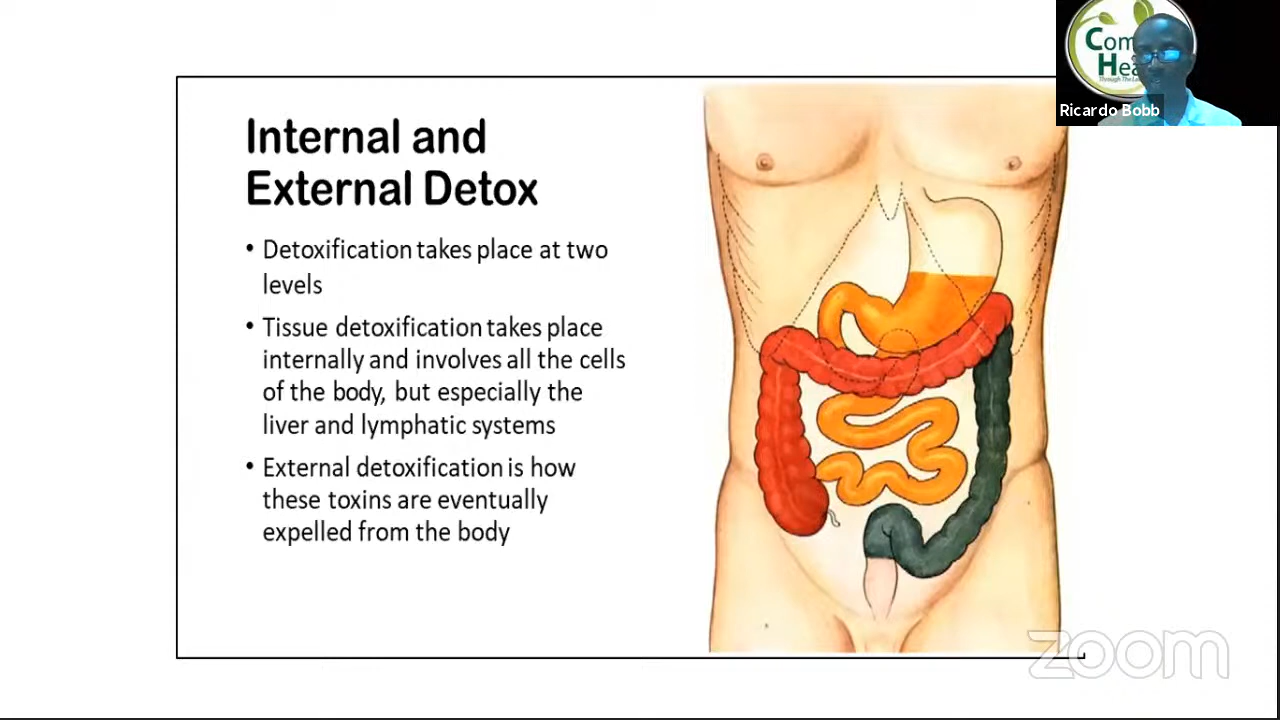 Internal and
External Detox
• Detoxification takes place at two
levels
• Tissue detoxification takes place
internally and involves all the cells
of the body, but especially the
liver and lymphatic systems
• External detoxification is how
these toxins are eventually
expelled from the body
Ricardo Bobb
zoom